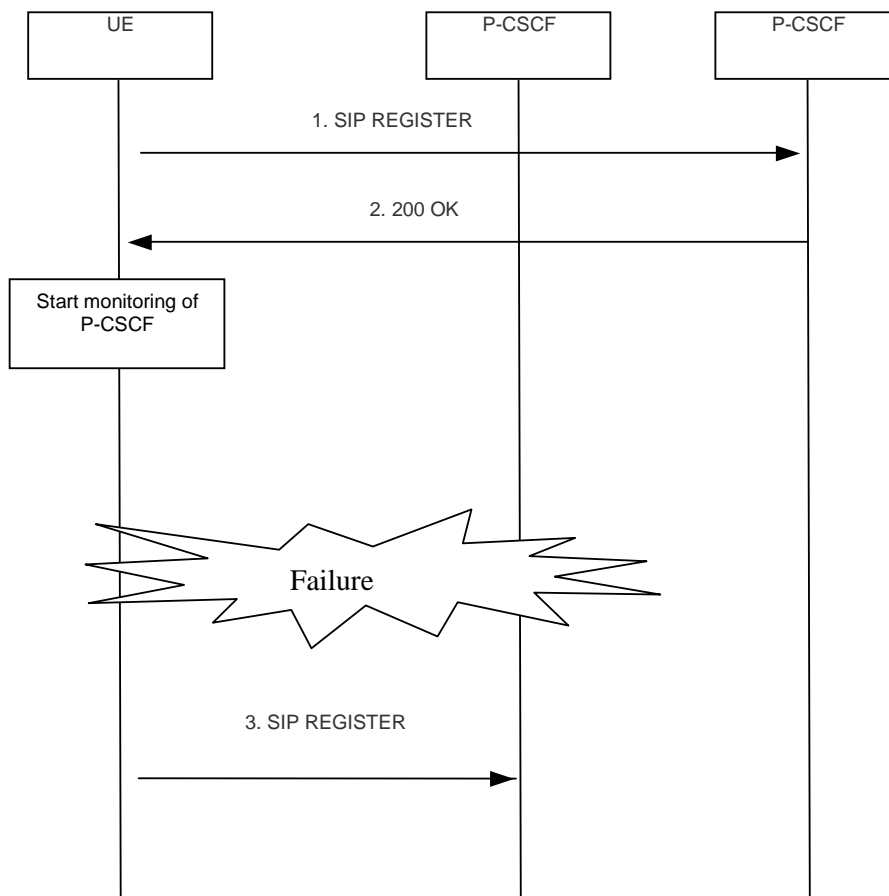 UE
P-CSCF
P-CSCF
1. SIP REGISTER
2. 200 OK
Start monitoring of
P-CSCF
Failure
3. SIP REGISTER